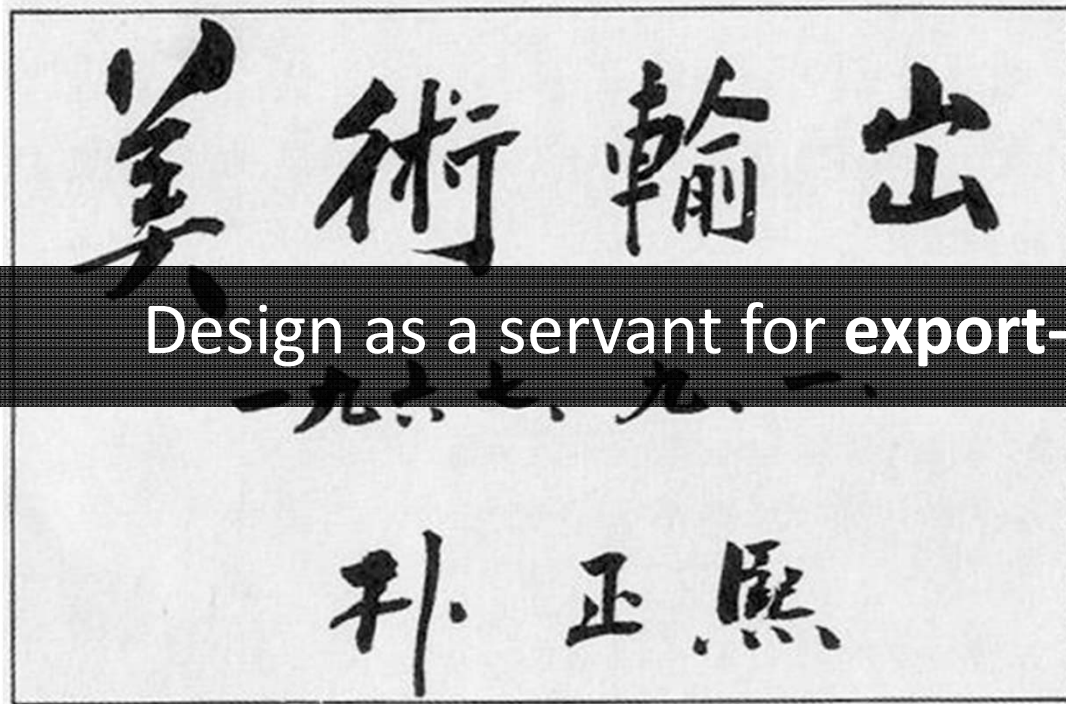 美術輸出
Design as a servant for export-
一九六七、九、一、
朴正熙